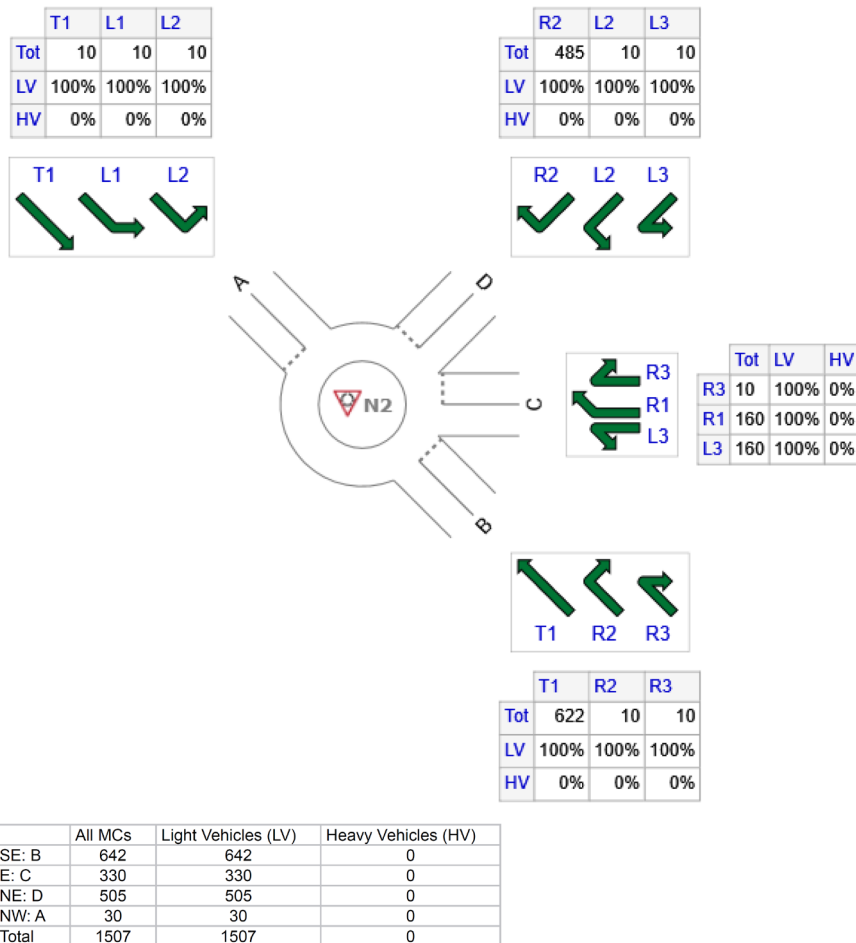 T1 L1 L2
Tot 10 10 10
LV 100% 100% 100%
HV 0% 0% 0%
T1 L1 L2
R2 L2 L3
Tot 485 10 10
LV 100% 100% 100%
HV 0% 0% 0%
R2 L2 L3
A
D
C
B
N2
R3
R1
L3
Tot LV HV
R3 10 100% 0%
R1 160 100% 0%
L3 160 100% 0%
T1 R2 R3
T1 R2 R3
Tot 622 10 10
LV 100% 100% 100%
HV 0% 0% 0%
All MCs Light Vehicles (LV) Heavy Vehicles (HV)
SE: B 642 642 0
E: C 330 330 0
NE: D 505 505 0
NW: A 30 30 0
Total 1507 1507 0